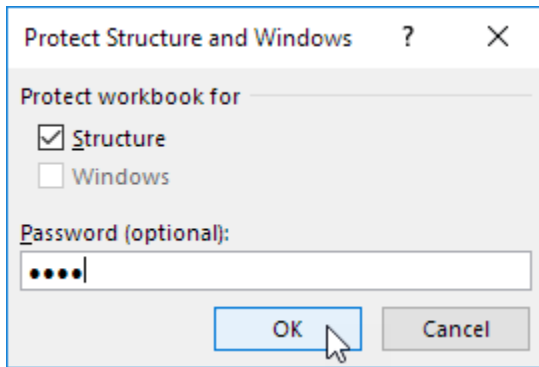 Protect Structure and Windows ?
Protect workbook for
Structure
Windows
Password (optional):
••••
OK Cancel